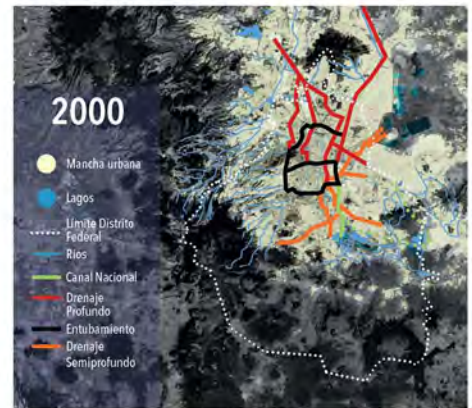 2000
Mancha urbana
Lagos
Límite Distrito
Federal
Ríos
Canal Nacional
Drenaje
Profundo
Entubamiento
Drenaje
Semiprofundo